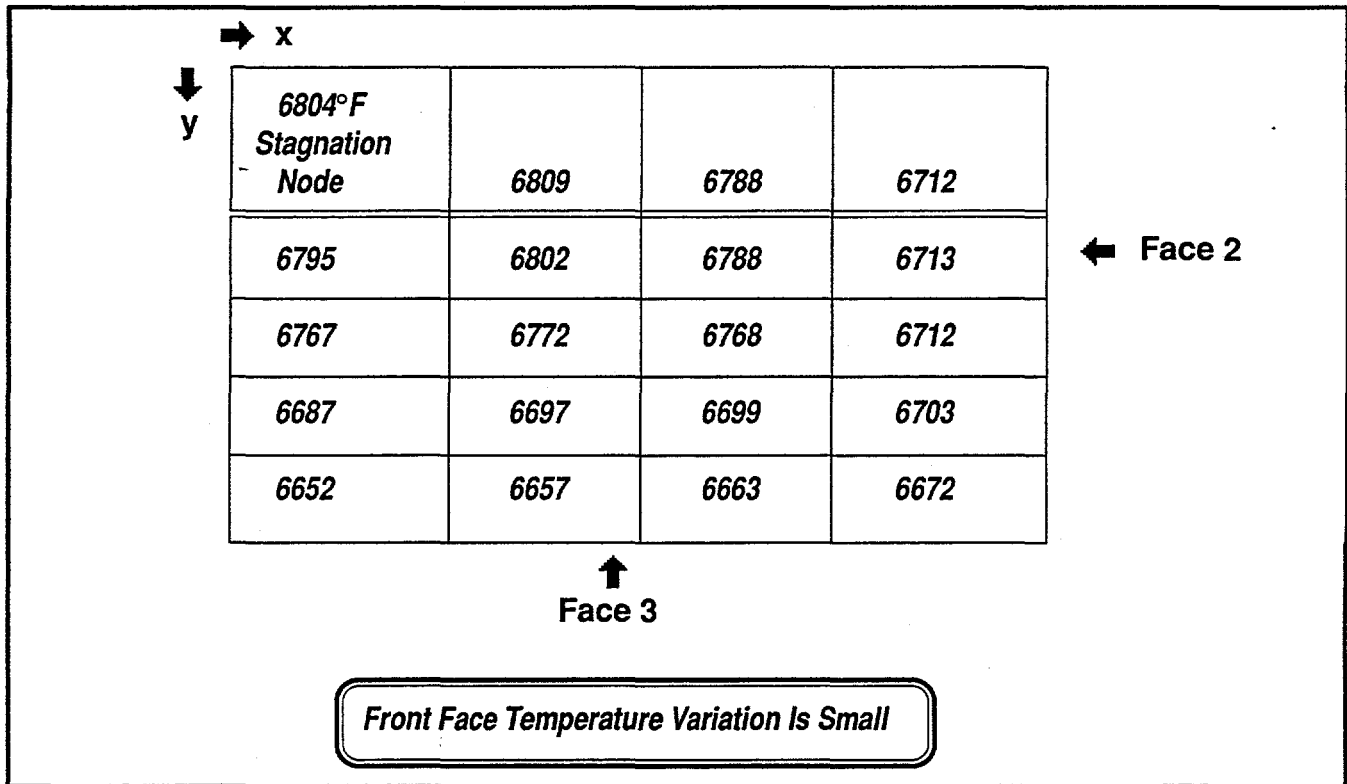 x
y
6804°F
Stagnation
Node 6809 6788 6712
6795 6802 6788 6713
Face 2
6767 6772 6768 6712
6687 6697 6699 6703
6652 6657 6663 6672
Face 3
Front Face Temperature Variation Is Small